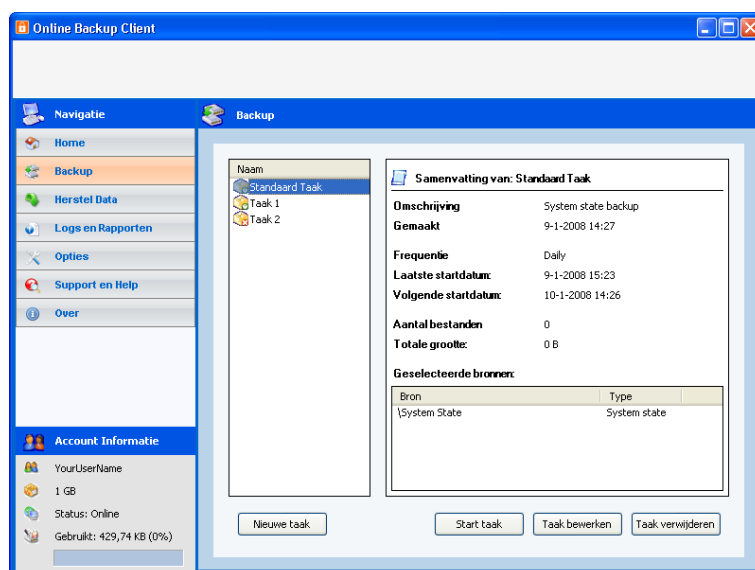 Online Backup Client
Navigatie
Home
Backup
Herstel Data
Logs en Rapporten
Opties
Support en Help
Over
Account Informatie
YourUserName
1 GB
Status: Online
Gebruikt: 429,74 KB (0%)
Backup
Naam
Standaard Taak
Taak 1
Taak 2
Nieuwe taak
Samenvatting van: Standaard Taak
Omschrijving System state backup
Gemaakt 9-1-2008 14:27
Frequentie Daily
Laatste startdatum: 9-1-2008 15:23
Volgende startdatum: 10-1-2008 14:26
Aantal bestanden 0
Totale grootte: 0 B
Geselecteerde bronnen:
Bron Type
\System State System state
Start taak Taak bewerken Taak verwijderen